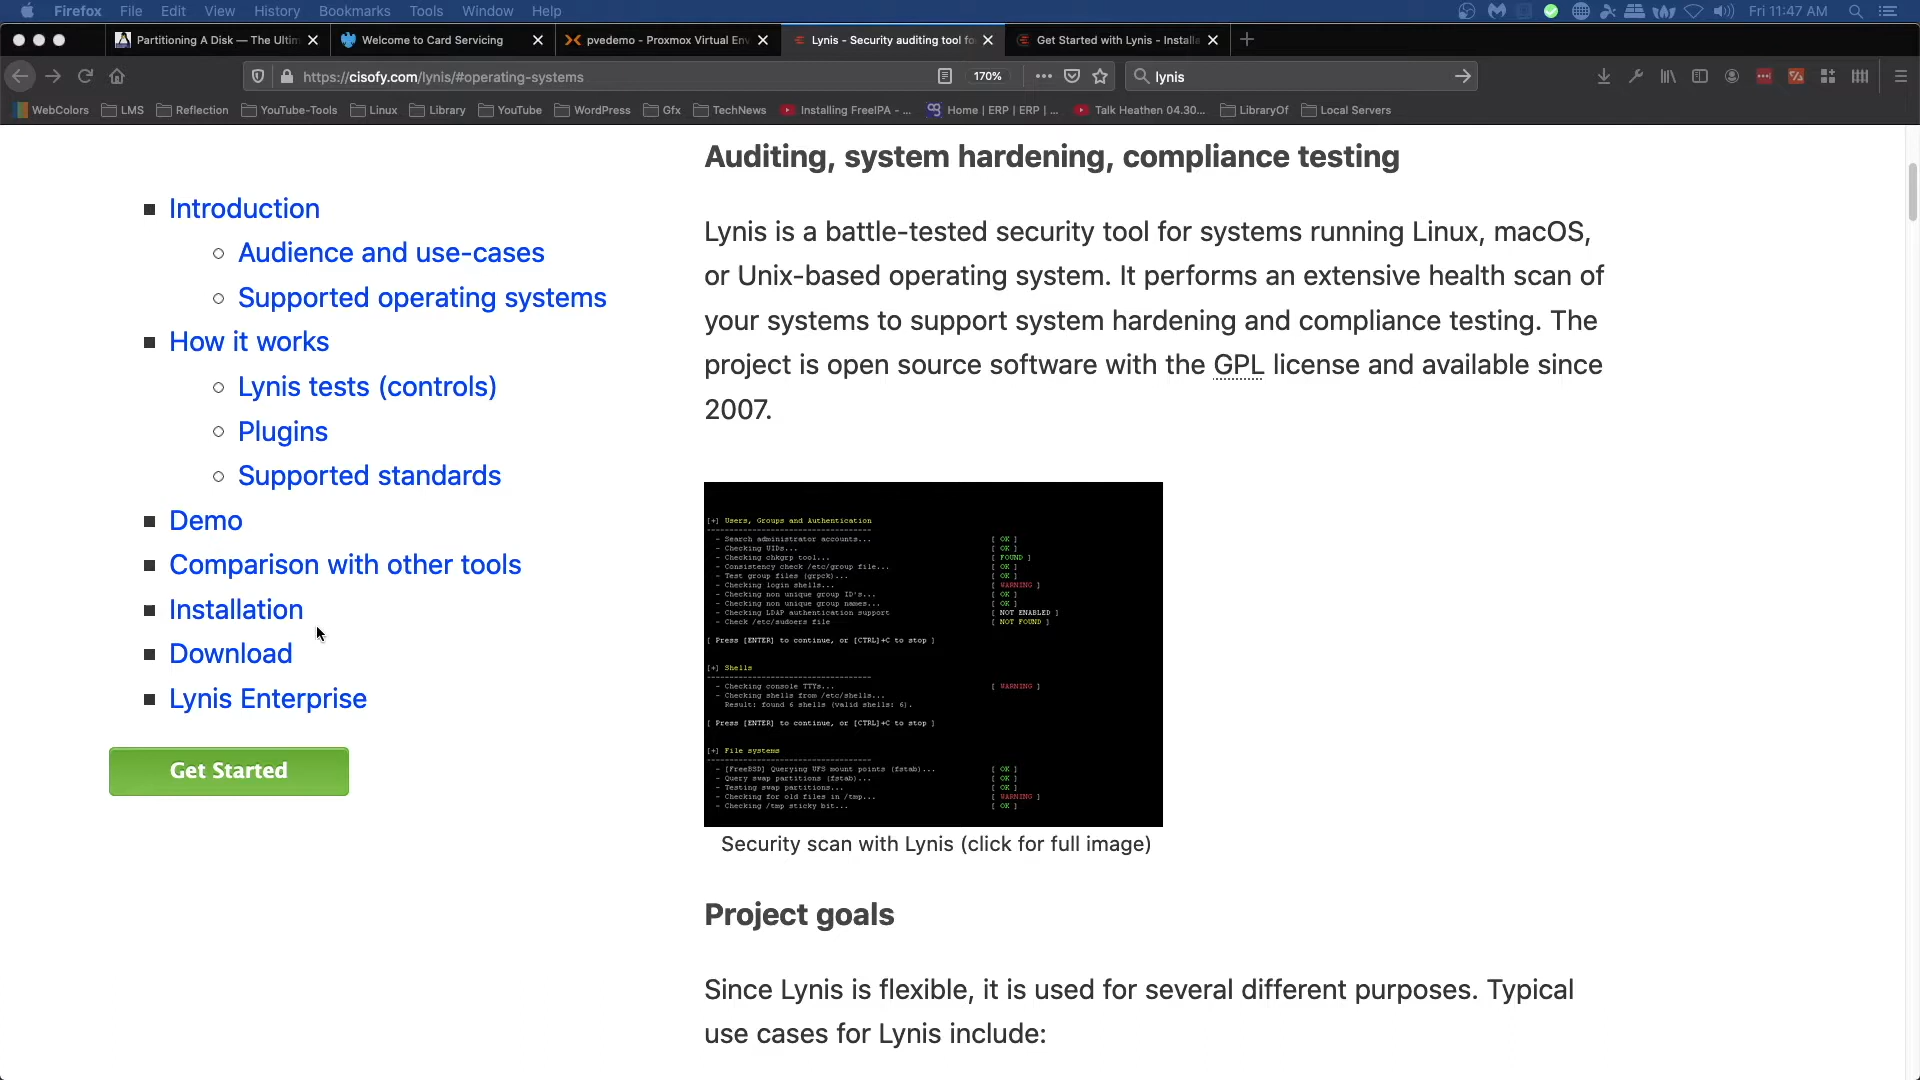 Firefox File Edit View History Bookmarks Tools Window Help Fri 11:47 AM
Partitioning A Disk — The Ultim
Welcome to Card Servicing
pvedemo - Proxmox Virtual Env
Lynis - Security auditing tool fo
Get Started with Lynis - Installa
https://cisofy.com/lynis/#operating-systems
170%
lynis
WebColors LMS Reflection YouTube-Tools Linux Library YouTube WordPress Gfx TechNews Installing FreeIPA - ... Home | ERP | ERP | ... Talk Heathen 04.30... LibraryOf Local Servers
Introduction
Audience and use-cases
Supported operating systems
How it works
Lynis tests (controls)
Plugins
Supported standards
Demo
Comparison with other tools
Installation
Download
Lynis Enterprise
Get Started
Auditing, system hardening, compliance testing
Lynis is a battle-tested security tool for systems running Linux, macOS,
or Unix-based operating system. It performs an extensive health scan of
your systems to support system hardening and compliance testing. The
project is open source software with the GPL license and available since
2007.
[+] Users, Groups and Authentication
------------------------------------
- Search administrator accounts... [ OK ]
- Checking UIDs... [ OK ]
- Checking chkgrp tool... [ FOUND ]
- Consistency check /etc/group file... [ OK ]
- Test group files (grpck)... [ OK ]
- Checking login shells... [ WARNING ]
- Checking non unique group ID's... [ OK ]
- Checking non unique group names... [ OK ]
- Checking LDAP authentication support [ NOT ENABLED ]
- Check /etc/sudoers file [ NOT FOUND ]
[ Press [ENTER] to continue, or [CTRL]+C to stop ]
[+] Shells
------------------------------------
- Checking console TTYs... [ WARNING ]
- Checking shells from /etc/shells...
Result: found 6 shells (valid shells: 6).
[ Press [ENTER] to continue, or [CTRL]+C to stop ]
[+] File systems
------------------------------------
- [FreeBSD] Querying UFS mount points (fstab)... [ OK ]
- Query swap partitions (fstab)... [ OK ]
- Testing swap partitions... [ OK ]
- Checking for old files in /tmp... [ WARNING ]
- Checking /tmp sticky bit... [ OK ]
Security scan with Lynis (click for full image)
Project goals
Since Lynis is flexible, it is used for several different purposes. Typical
use cases for Lynis include: